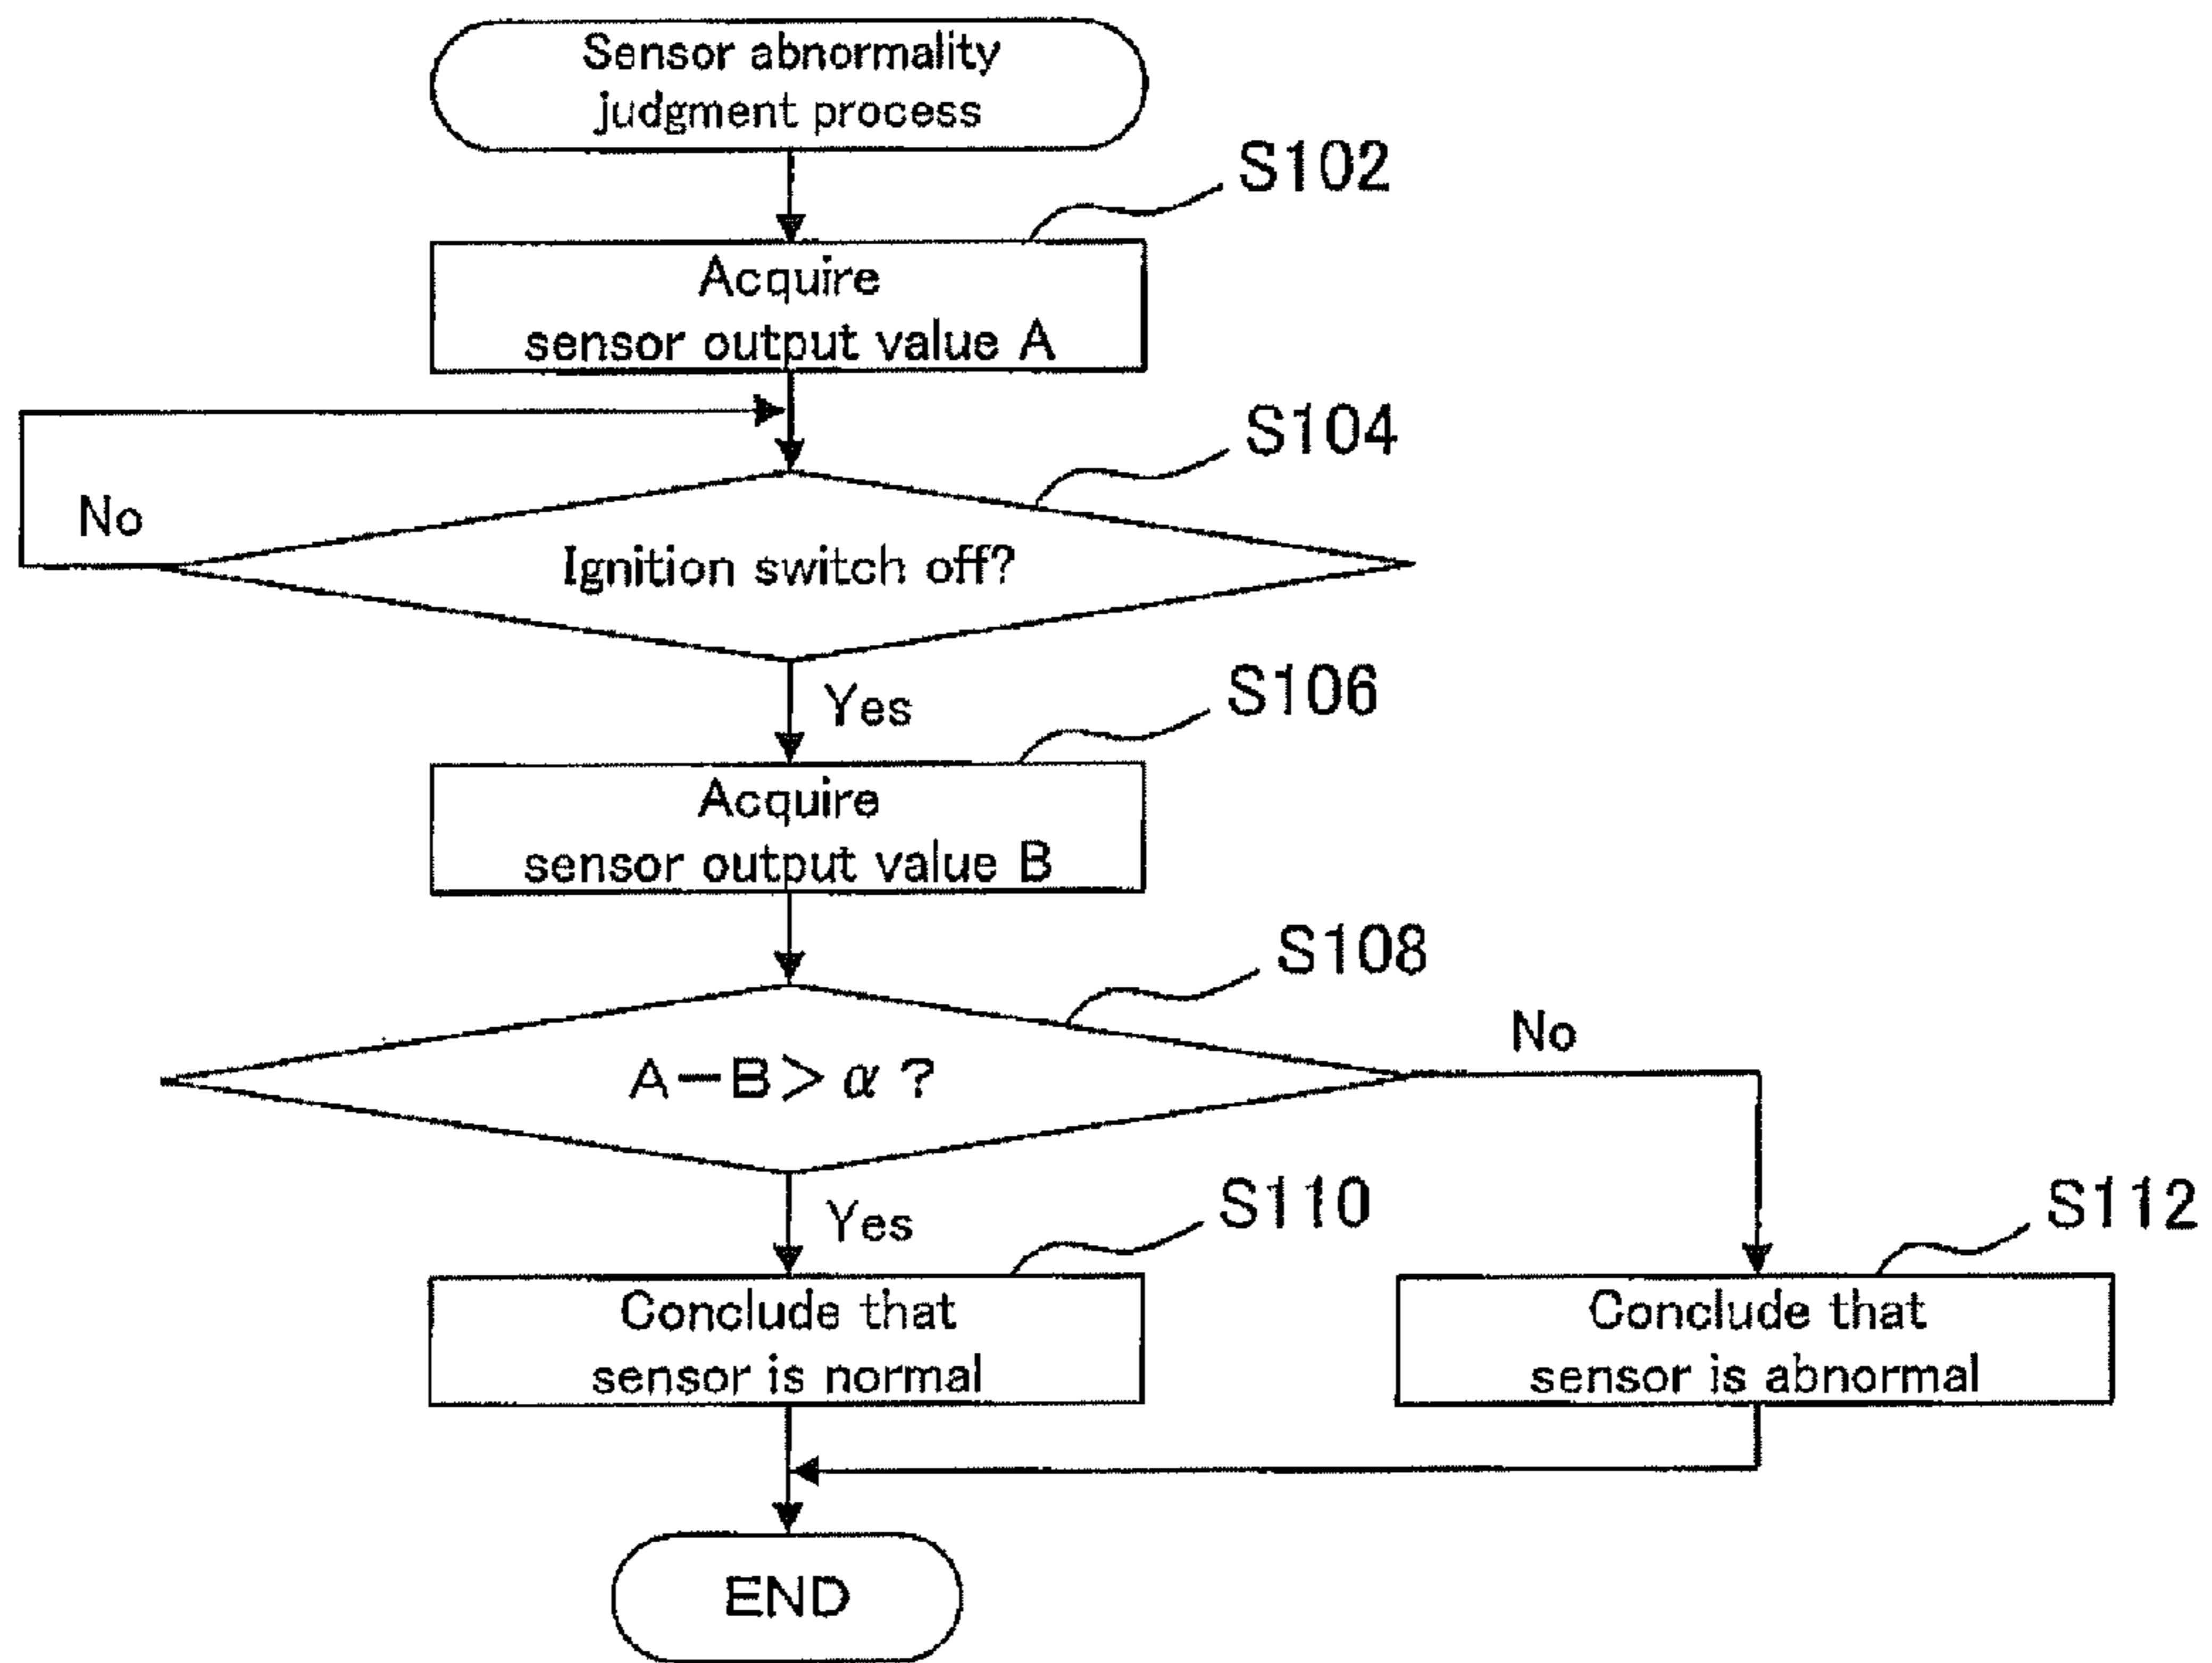 Sensor abnormality
judgment process
S102
Acquire
sensor output value A
S104
No
Ignition switch off?
Yes
S106
Acquire
sensor output value B
S108
No
A-B>α?
Yes
S110
S112
Conclude that
sensor is normal
Conclude that
sensor is abnormal
END